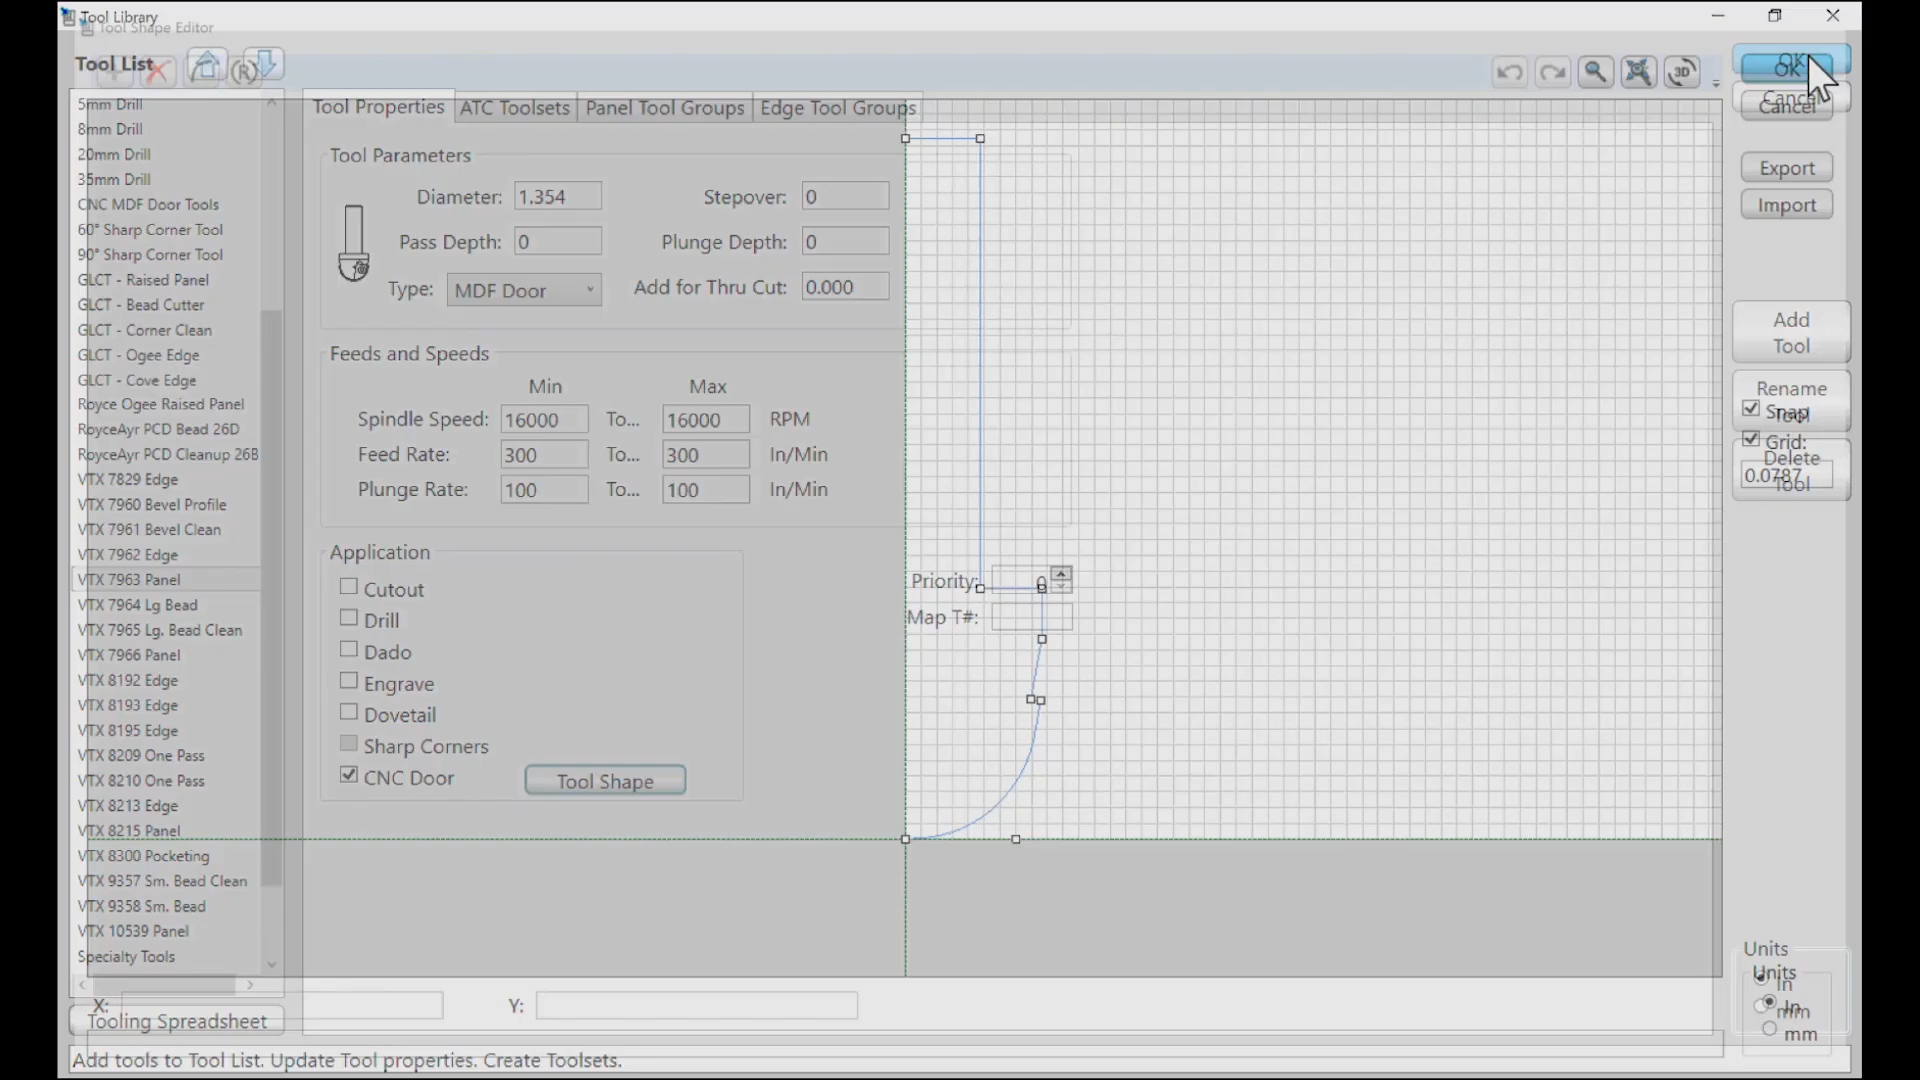 Tool Library
Tool Shape Editor
Tool List
(R)
3D
OK
OK
Cancel
Cancel
5mm Drill
8mm Drill
20mm Drill
35mm Drill
CNC MDF Door Tools
60° Sharp Corner Tool
90° Sharp Corner Tool
GLCT - Raised Panel
GLCT - Bead Cutter
GLCT - Corner Clean
GLCT - Ogee Edge
GLCT - Cove Edge
Royce Ogee Raised Panel
RoyceAyr PCD Bead 26D
RoyceAyr PCD Cleanup 26B
VTX 7829 Edge
VTX 7960 Bevel Profile
VTX 7961 Bevel Clean
VTX 7962 Edge
VTX 7963 Panel
VTX 7964 Lg Bead
VTX 7965 Lg. Bead Clean
VTX 7966 Panel
VTX 8192 Edge
VTX 8193 Edge
VTX 8195 Edge
VTX 8209 One Pass
VTX 8210 One Pass
VTX 8213 Edge
VTX 8215 Panel
VTX 8300 Pocketing
VTX 9357 Sm. Bead Clean
VTX 9358 Sm. Bead
VTX 10539 Panel
Specialty Tools
Tooling Spreadsheet
Tool Properties ATC Toolsets Panel Tool Groups Edge Tool Groups
Tool Parameters
Diameter: 1.354 Stepover: 0
Pass Depth: 0 Plunge Depth: 0
Type: MDF Door Add for Thru Cut: 0.000
Feeds and Speeds
Min Max
Spindle Speed: 16000 To... 16000 RPM
Feed Rate: 300 To... 300 In/Min
Plunge Rate: 100 To... 100 In/Min
Application
Cutout
Drill
Dado
Engrave
Dovetail
Sharp Corners
CNC Door Tool Shape
Priority: 0
Map T#:
X: Y:
Export
Import
Add
Tool
Rename
Tool
Snap
Grid:
Delete
Tool
0.0787
Units
In
mm
Units
In
mm
Add tools to Tool List. Update Tool properties. Create Toolsets.